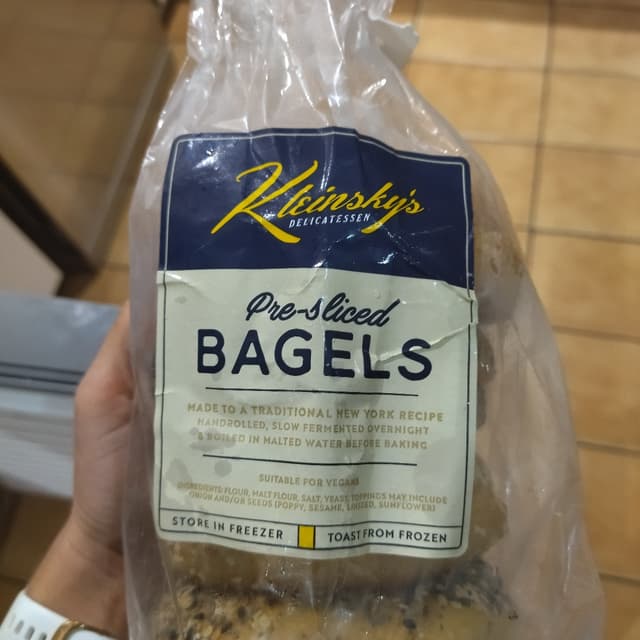 Kleinsky's
DELICATESSEN
Pre-sliced
BAGELS
MADE TO A TRADITIONAL NEW YORK RECIPE
HANDROLLED, SLOW FERMENTED OVERNIGHT
& BOILED IN MALTED WATER BEFORE BAKING
SUITABLE FOR VEGANS
INGREDIENTS: FLOUR, MALT FLOUR, SALT, YEAST. TOPPINGS MAY INCLUDE
ONION AND/OR SEEDS (POPPY, SESAME, LINSEED, SUNFLOWER)
STORE IN FREEZER
TOAST FROM FROZEN